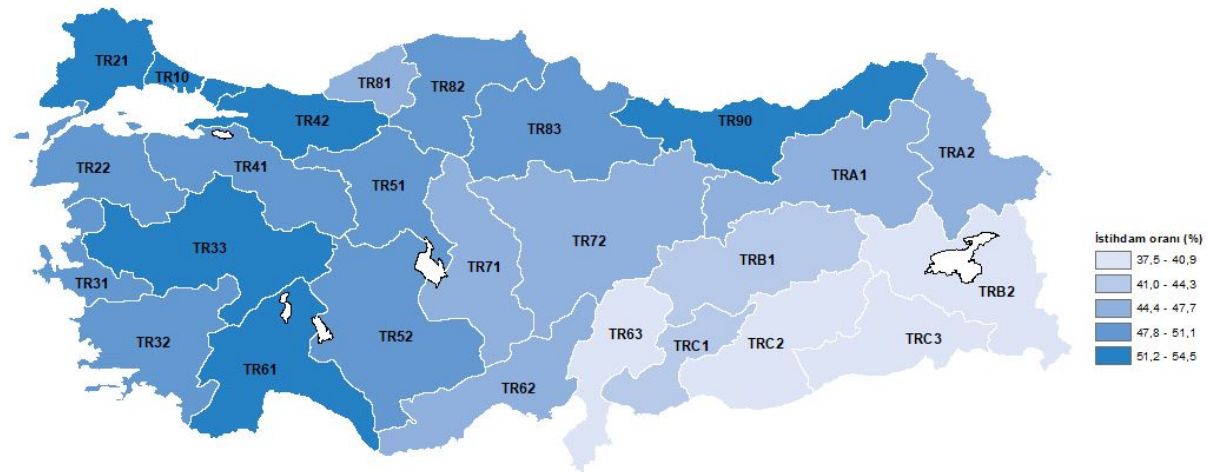 TR21
TR10
TR81
TR82
TR42
TR83
TR90
TRA2
TR22
TR41
TR51
TRA1
TR33
TR72
TR71
TRB1
TR31
TRB2
TR32
TR52
TR63
TRC1
TRC2
TRC3
TR61
TR62
İstihdam oranı (%)
37,5 - 40,9
41,0 - 44,3
44,4 - 47,7
47,8 - 51,1
51,2 - 54,5